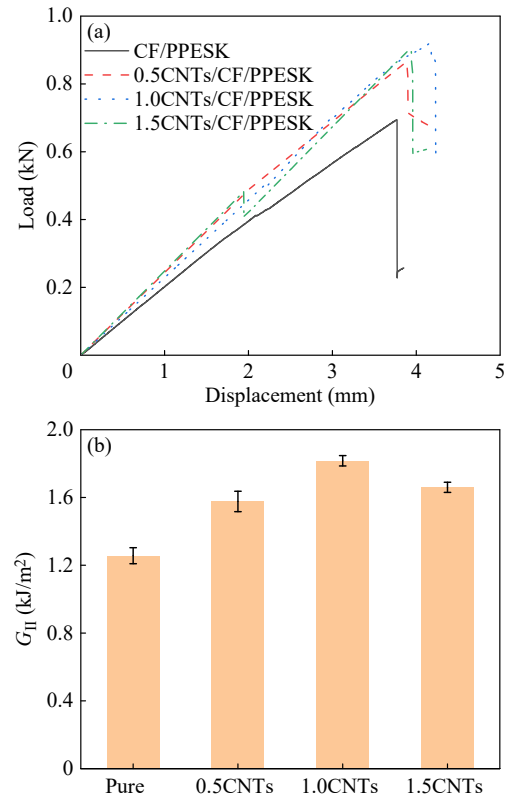 (a)
CF/PPESK
0.5CNTs/CF/PPESK
1.0CNTs/CF/PPESK
1.5CNTs/CF/PPESK
1.0
0.8
0.6
0.4
0.2
0
Load (kN)
0 1 2 3 4 5
Displacement (mm)
(b)
2.0
1.6
1.2
0.8
0.4
0
G_II (kJ/m²)
Pure 0.5CNTs 1.0CNTs 1.5CNTs